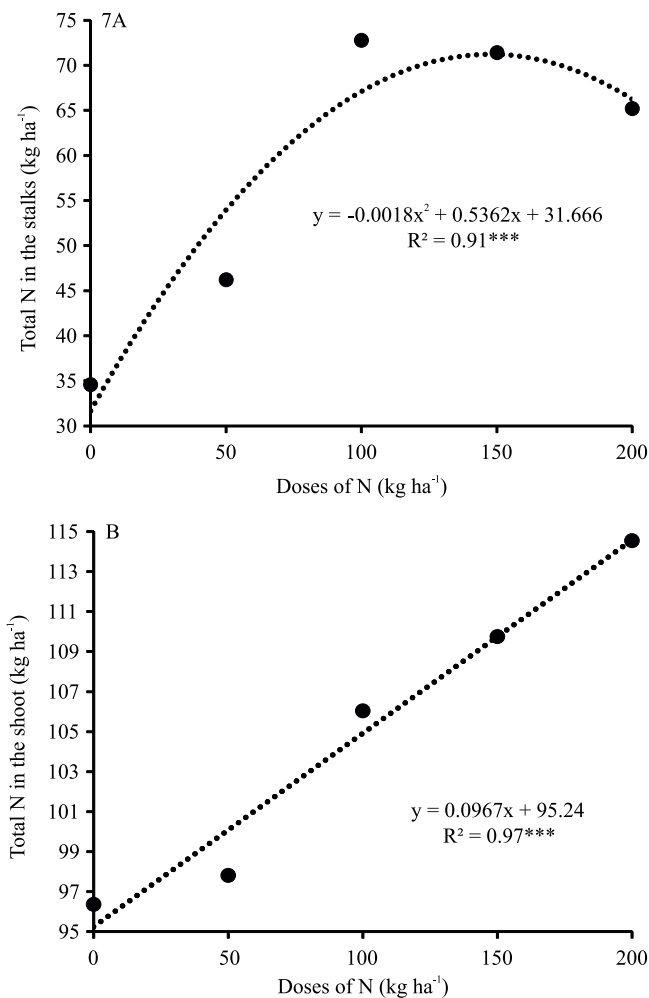 7A
75
70
65
60
55
50
45
40
35
30
Total N in the stalks (kg ha⁻¹)
y = -0.0018x² + 0.5362x + 31.666
R² = 0.91***
0 50 100 150 200
Doses of N (kg ha⁻¹)
B
115
113
111
109
106
105
103
101
99
97
95
Total N in the shoot (kg ha⁻¹)
y = 0.0967x + 95.24
R² = 0.97***
0 50 100 150 200
Doses of N (kg ha⁻¹)